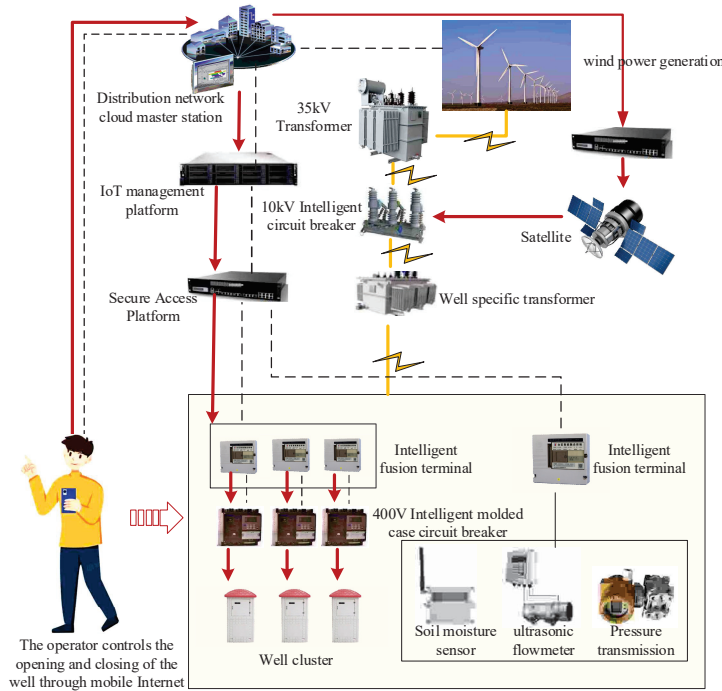 wind power generation
Distribution network
cloud master station
35kV
Transformer
IoT management
platform
10kV Intelligent
circuit breaker
Satellite
Secure Access
Platform
Well specific transformer
Intelligent
fusion terminal
Intelligent
fusion terminal
400V Intelligent molded
case circuit breaker
Soil moisture
sensor
ultrasonic
flowmeter
Pressure
transmission
Well cluster
The operator controls the
opening and closing of the
well through mobile Internet